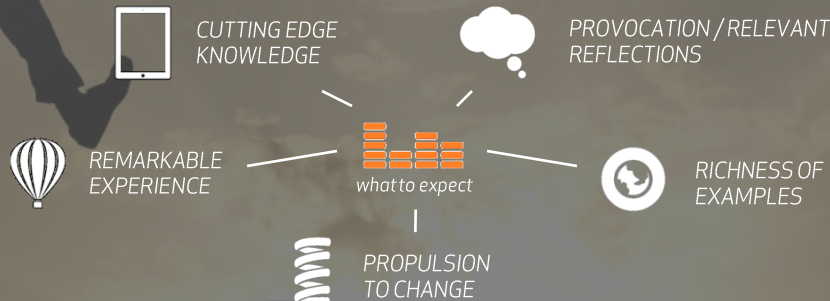 CUTTING EDGE
KNOWLEDGE
PROVOCATION / RELEVANT
REFLECTIONS
REMARKABLE
EXPERIENCE
what to expect
RICHNESS OF
EXAMPLES
PROPULSION
TO CHANGE